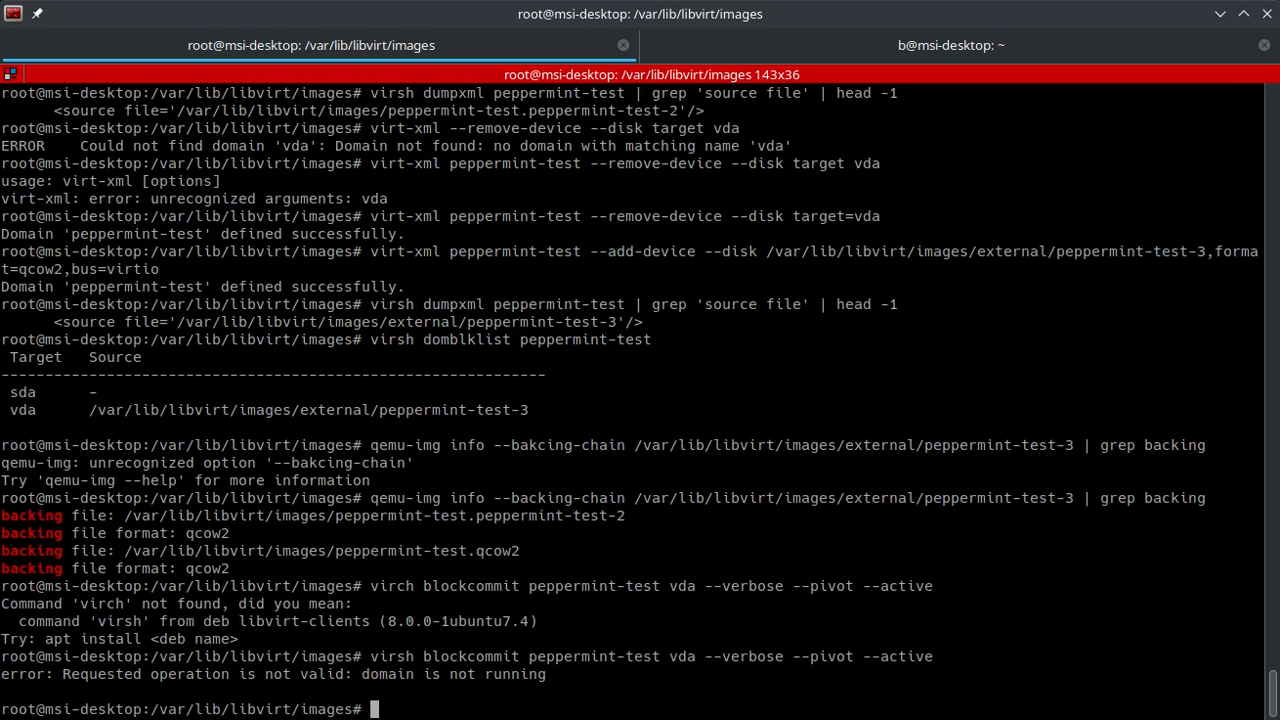 root@msi-desktop: /var/lib/libvirt/images
root@msi-desktop: /var/lib/libvirt/images
b@msi-desktop: ~
root@msi-desktop: /var/lib/libvirt/images 143x36
root@msi-desktop:/var/lib/libvirt/images# virsh dumpxml peppermint-test | grep 'source file' | head -1
      <source file='/var/lib/libvirt/images/peppermint-test.peppermint-test-2'/>
root@msi-desktop:/var/lib/libvirt/images# virt-xml --remove-device --disk target vda
ERROR    Could not find domain 'vda': Domain not found: no domain with matching name 'vda'
root@msi-desktop:/var/lib/libvirt/images# virt-xml peppermint-test --remove-device --disk target vda
usage: virt-xml [options]
virt-xml: error: unrecognized arguments: vda
root@msi-desktop:/var/lib/libvirt/images# virt-xml peppermint-test --remove-device --disk target=vda
Domain 'peppermint-test' defined successfully.
root@msi-desktop:/var/lib/libvirt/images# virt-xml peppermint-test --add-device --disk /var/lib/libvirt/images/external/peppermint-test-3,forma
t=qcow2,bus=virtio
Domain 'peppermint-test' defined successfully.
root@msi-desktop:/var/lib/libvirt/images# virsh dumpxml peppermint-test | grep 'source file' | head -1
      <source file='/var/lib/libvirt/images/external/peppermint-test-3'/>
root@msi-desktop:/var/lib/libvirt/images# virsh domblklist peppermint-test
 Target   Source
--------------------------------------------------------------
 sda      -
 vda      /var/lib/libvirt/images/external/peppermint-test-3
root@msi-desktop:/var/lib/libvirt/images# qemu-img info --bakcing-chain /var/lib/libvirt/images/external/peppermint-test-3 | grep backing
qemu-img: unrecognized option '--bakcing-chain'
Try 'qemu-img --help' for more information
root@msi-desktop:/var/lib/libvirt/images# qemu-img info --backing-chain /var/lib/libvirt/images/external/peppermint-test-3 | grep backing
backing file: /var/lib/libvirt/images/peppermint-test.peppermint-test-2
backing file format: qcow2
backing file: /var/lib/libvirt/images/peppermint-test.qcow2
backing file format: qcow2
root@msi-desktop:/var/lib/libvirt/images# virch blockcommit peppermint-test vda --verbose --pivot --active
Command 'virch' not found, did you mean:
  command 'virsh' from deb libvirt-clients (8.0.0-1ubuntu7.4)
Try: apt install <deb name>
root@msi-desktop:/var/lib/libvirt/images# virsh blockcommit peppermint-test vda --verbose --pivot --active
error: Requested operation is not valid: domain is not running
root@msi-desktop:/var/lib/libvirt/images#